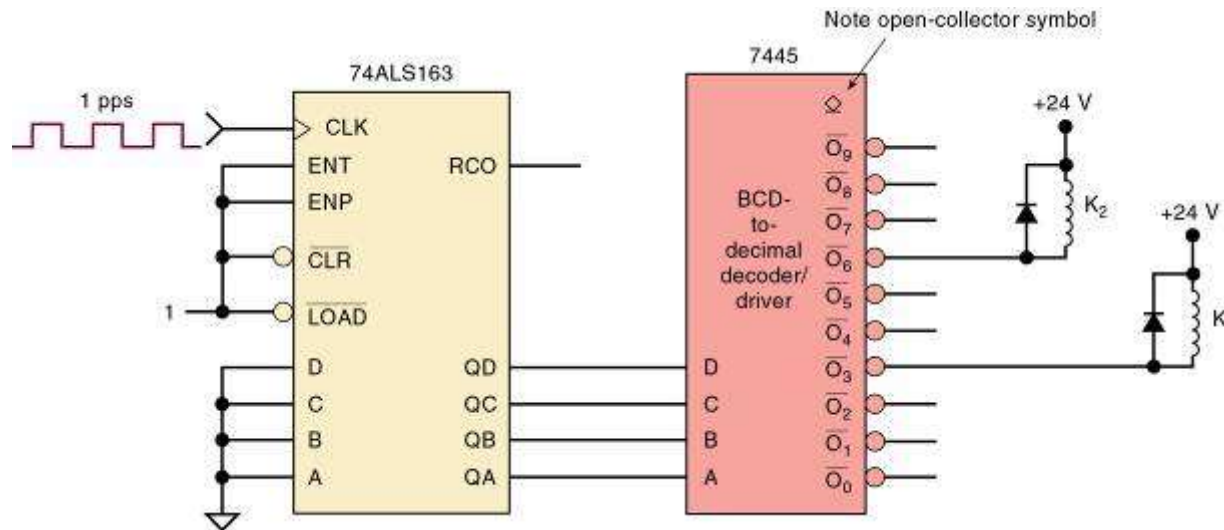 Note open-collector symbol
74ALS163
7445
1 pps
+24 V
CLK
ENT
RCO
ENP
CLR
LOAD
1
D
C
B
A
QD
QC
QB
QA
BCD-
to-
decimal
decoder/
driver
D
C
B
A
O9
O8
O7
O6
O5
O4
O3
O2
O1
O0
K2
+24 V
K